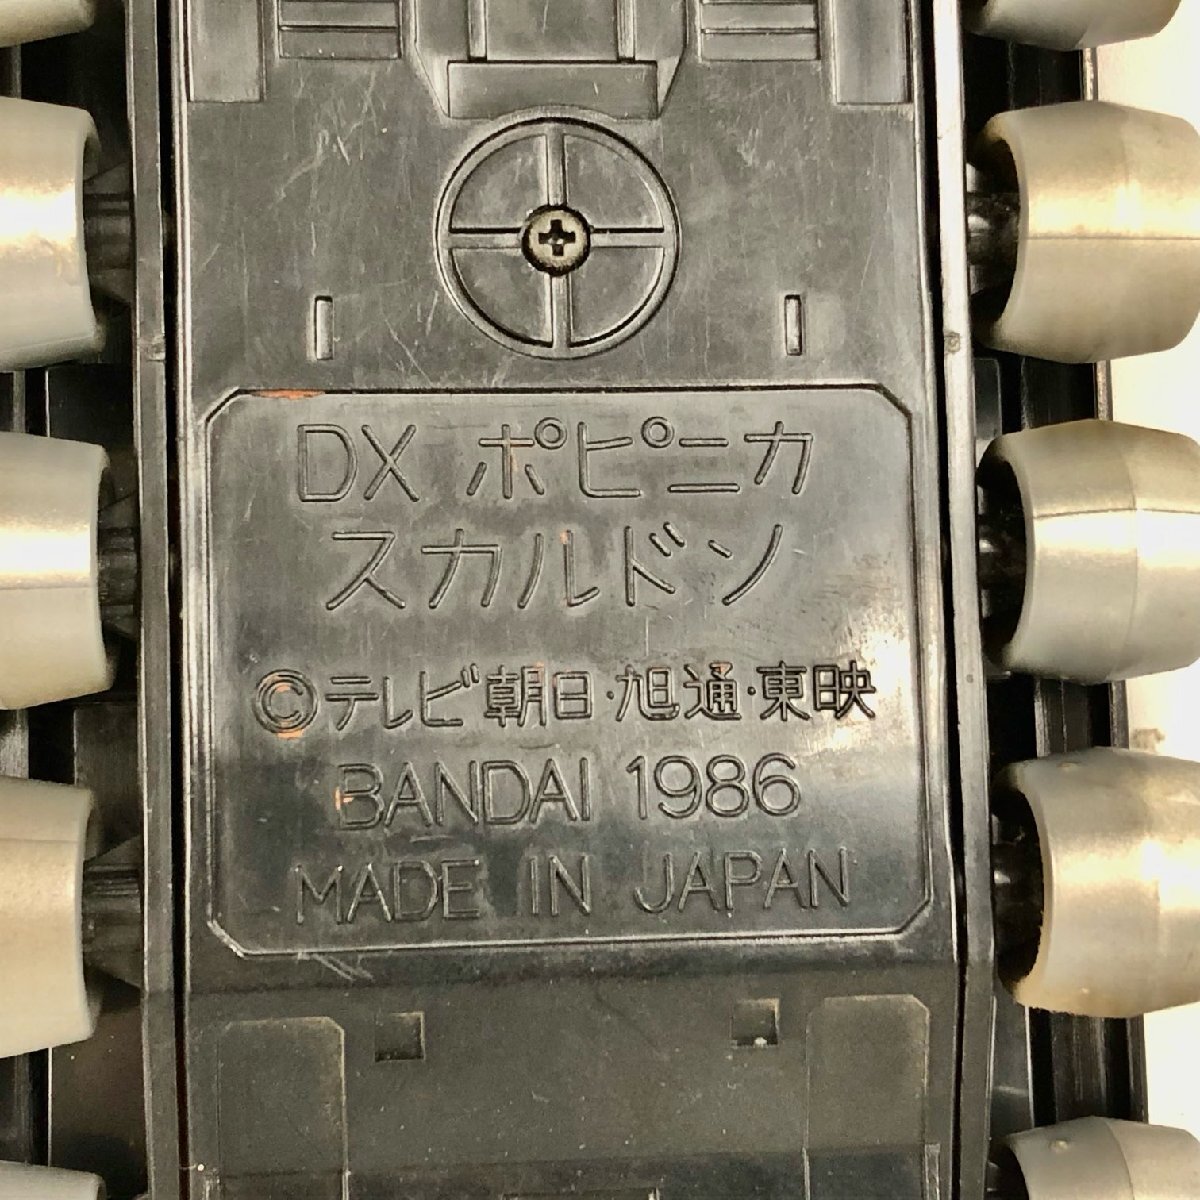 DX ポピニカ
スカルドン
©テレビ朝日・旭通・東映
BANDAI 1986
MADE IN JAPAN